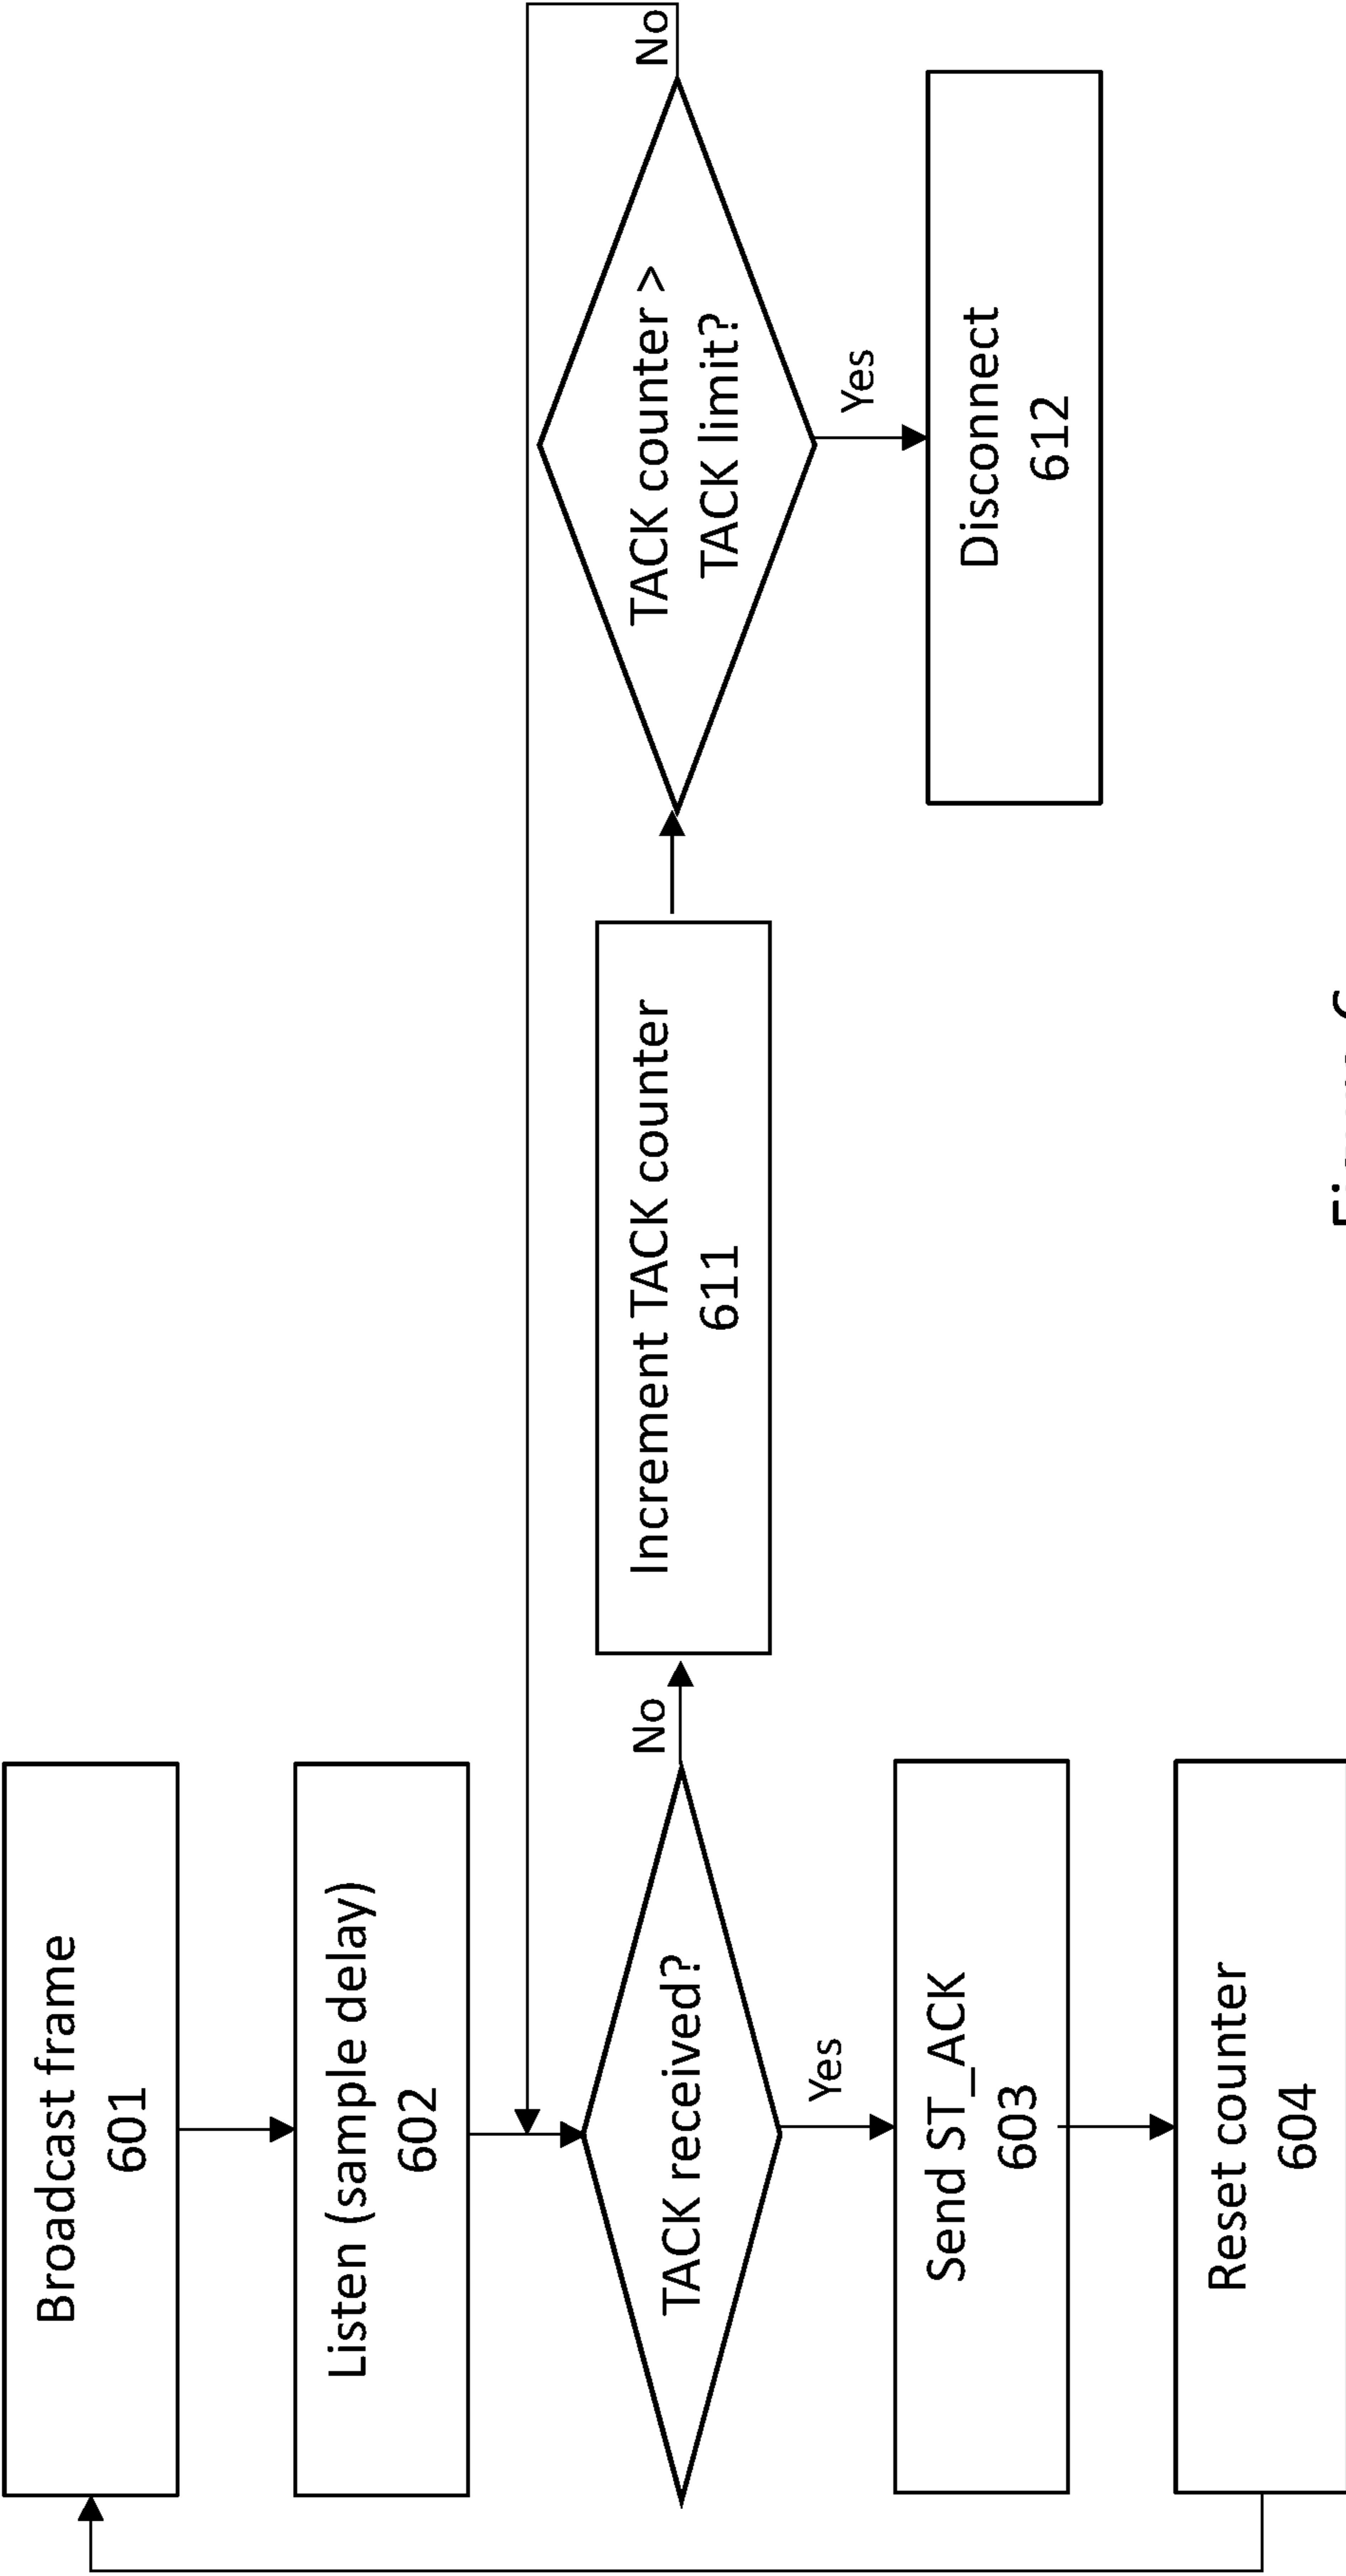 Broadcast frame
601
Listen (sample delay)
602
TACK received?
No
Yes
Send ST_ACK
603
Reset counter
604
Increment TACK counter
611
TACK counter >
TACK limit?
No
Yes
Disconnect
612